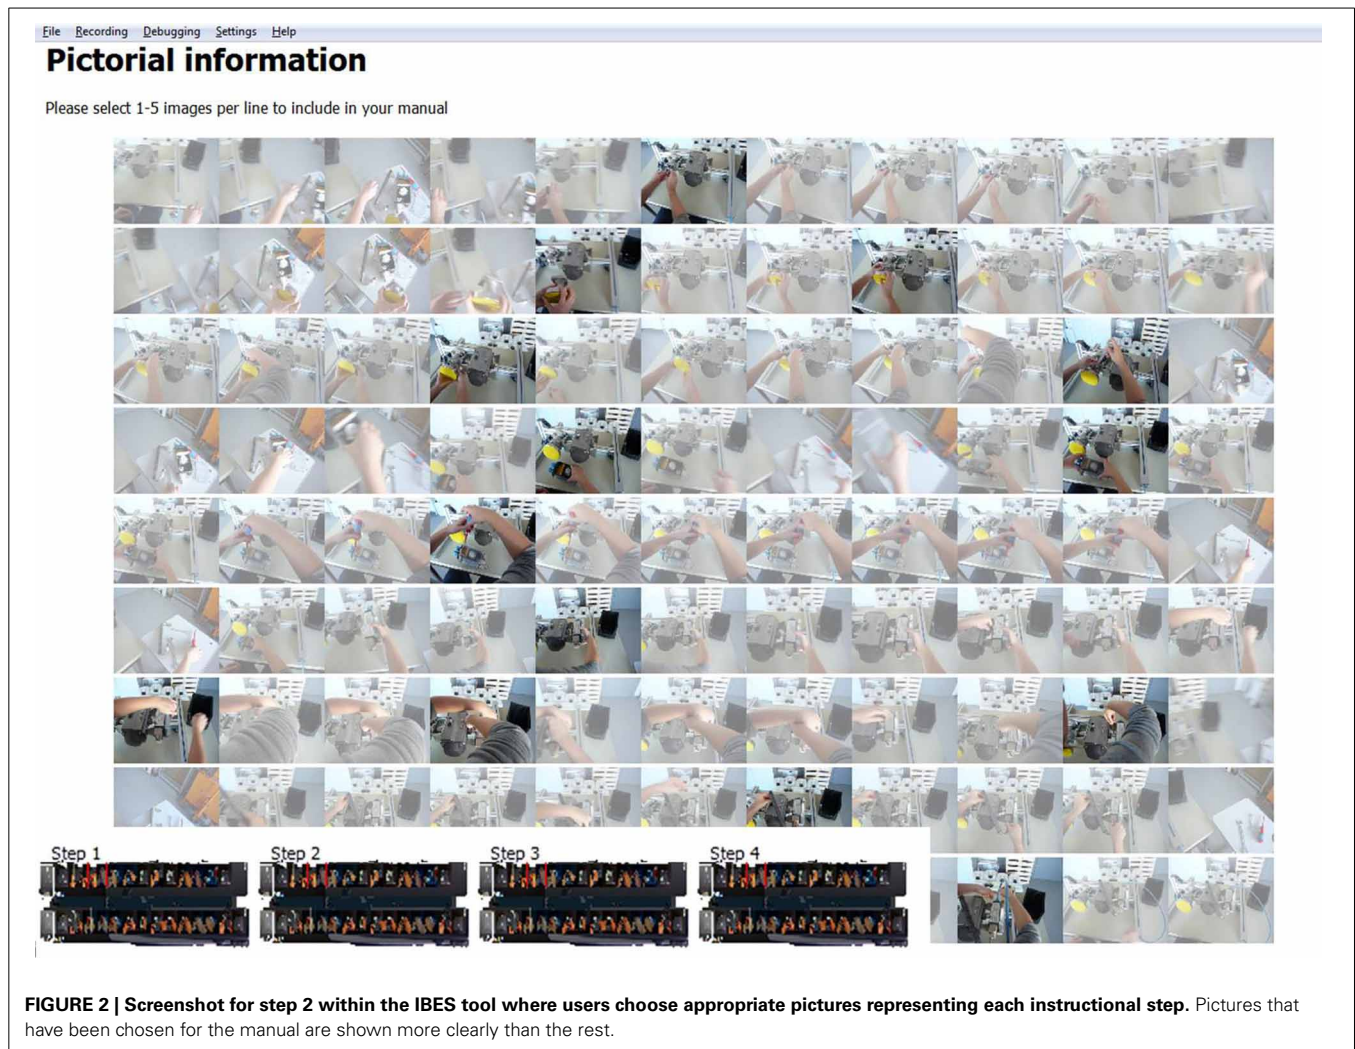 File Recording Debugging Settings Help
Pictorial information
Please select 1-5 images per line to include in your manual
Step 1 Step 2 Step 3 Step 4
FIGURE 2 | Screenshot for step 2 within the IBES tool where users choose appropriate pictures representing each instructional step. Pictures that
have been chosen for the manual are shown more clearly than the rest.